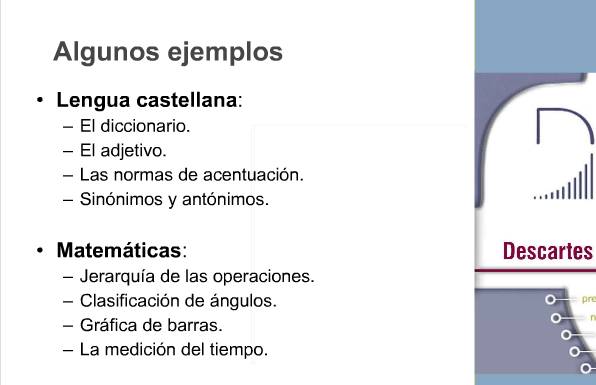 Algunos ejemplos
• Lengua castellana:
– El diccionario.
– El adjetivo.
– Las normas de acentuación.
– Sinónimos y antónimos.
• Matemáticas:
– Jerarquía de las operaciones.
– Clasificación de ángulos.
– Gráfica de barras.
– La medición del tiempo.
D
Descartes
pre
n